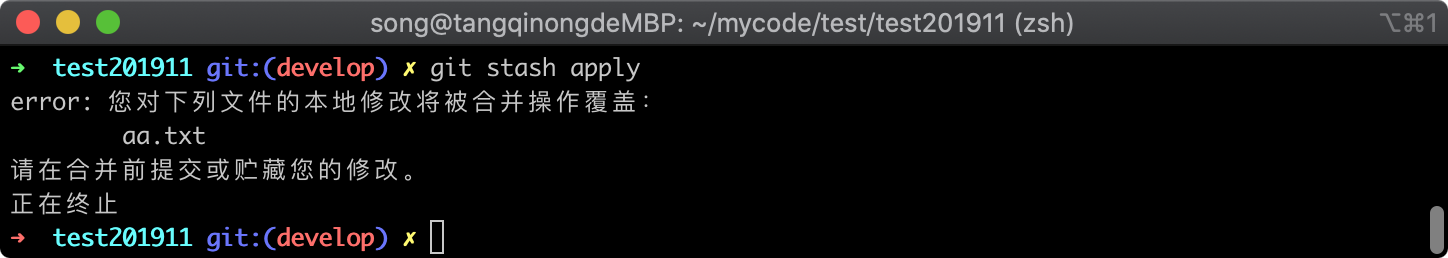 song@tangqinongdeMBP: ~/mycode/test/test201911 (zsh)
⌥⌘1
➜  test201911 git:(develop) ✗ git stash apply
error: 您对下列文件的本地修改将被合并操作覆盖：
        aa.txt
请在合并前提交或贮藏您的修改。
正在终止
➜  test201911 git:(develop) ✗